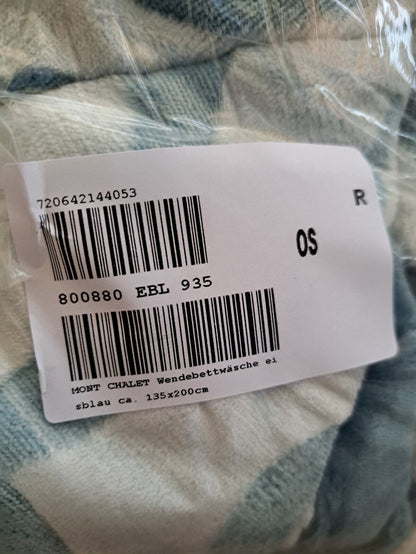 720642144053
R
OS
800880 EBL 935
MONT CHALET Wendebettwäsche ei
sblau ca. 135x200cm